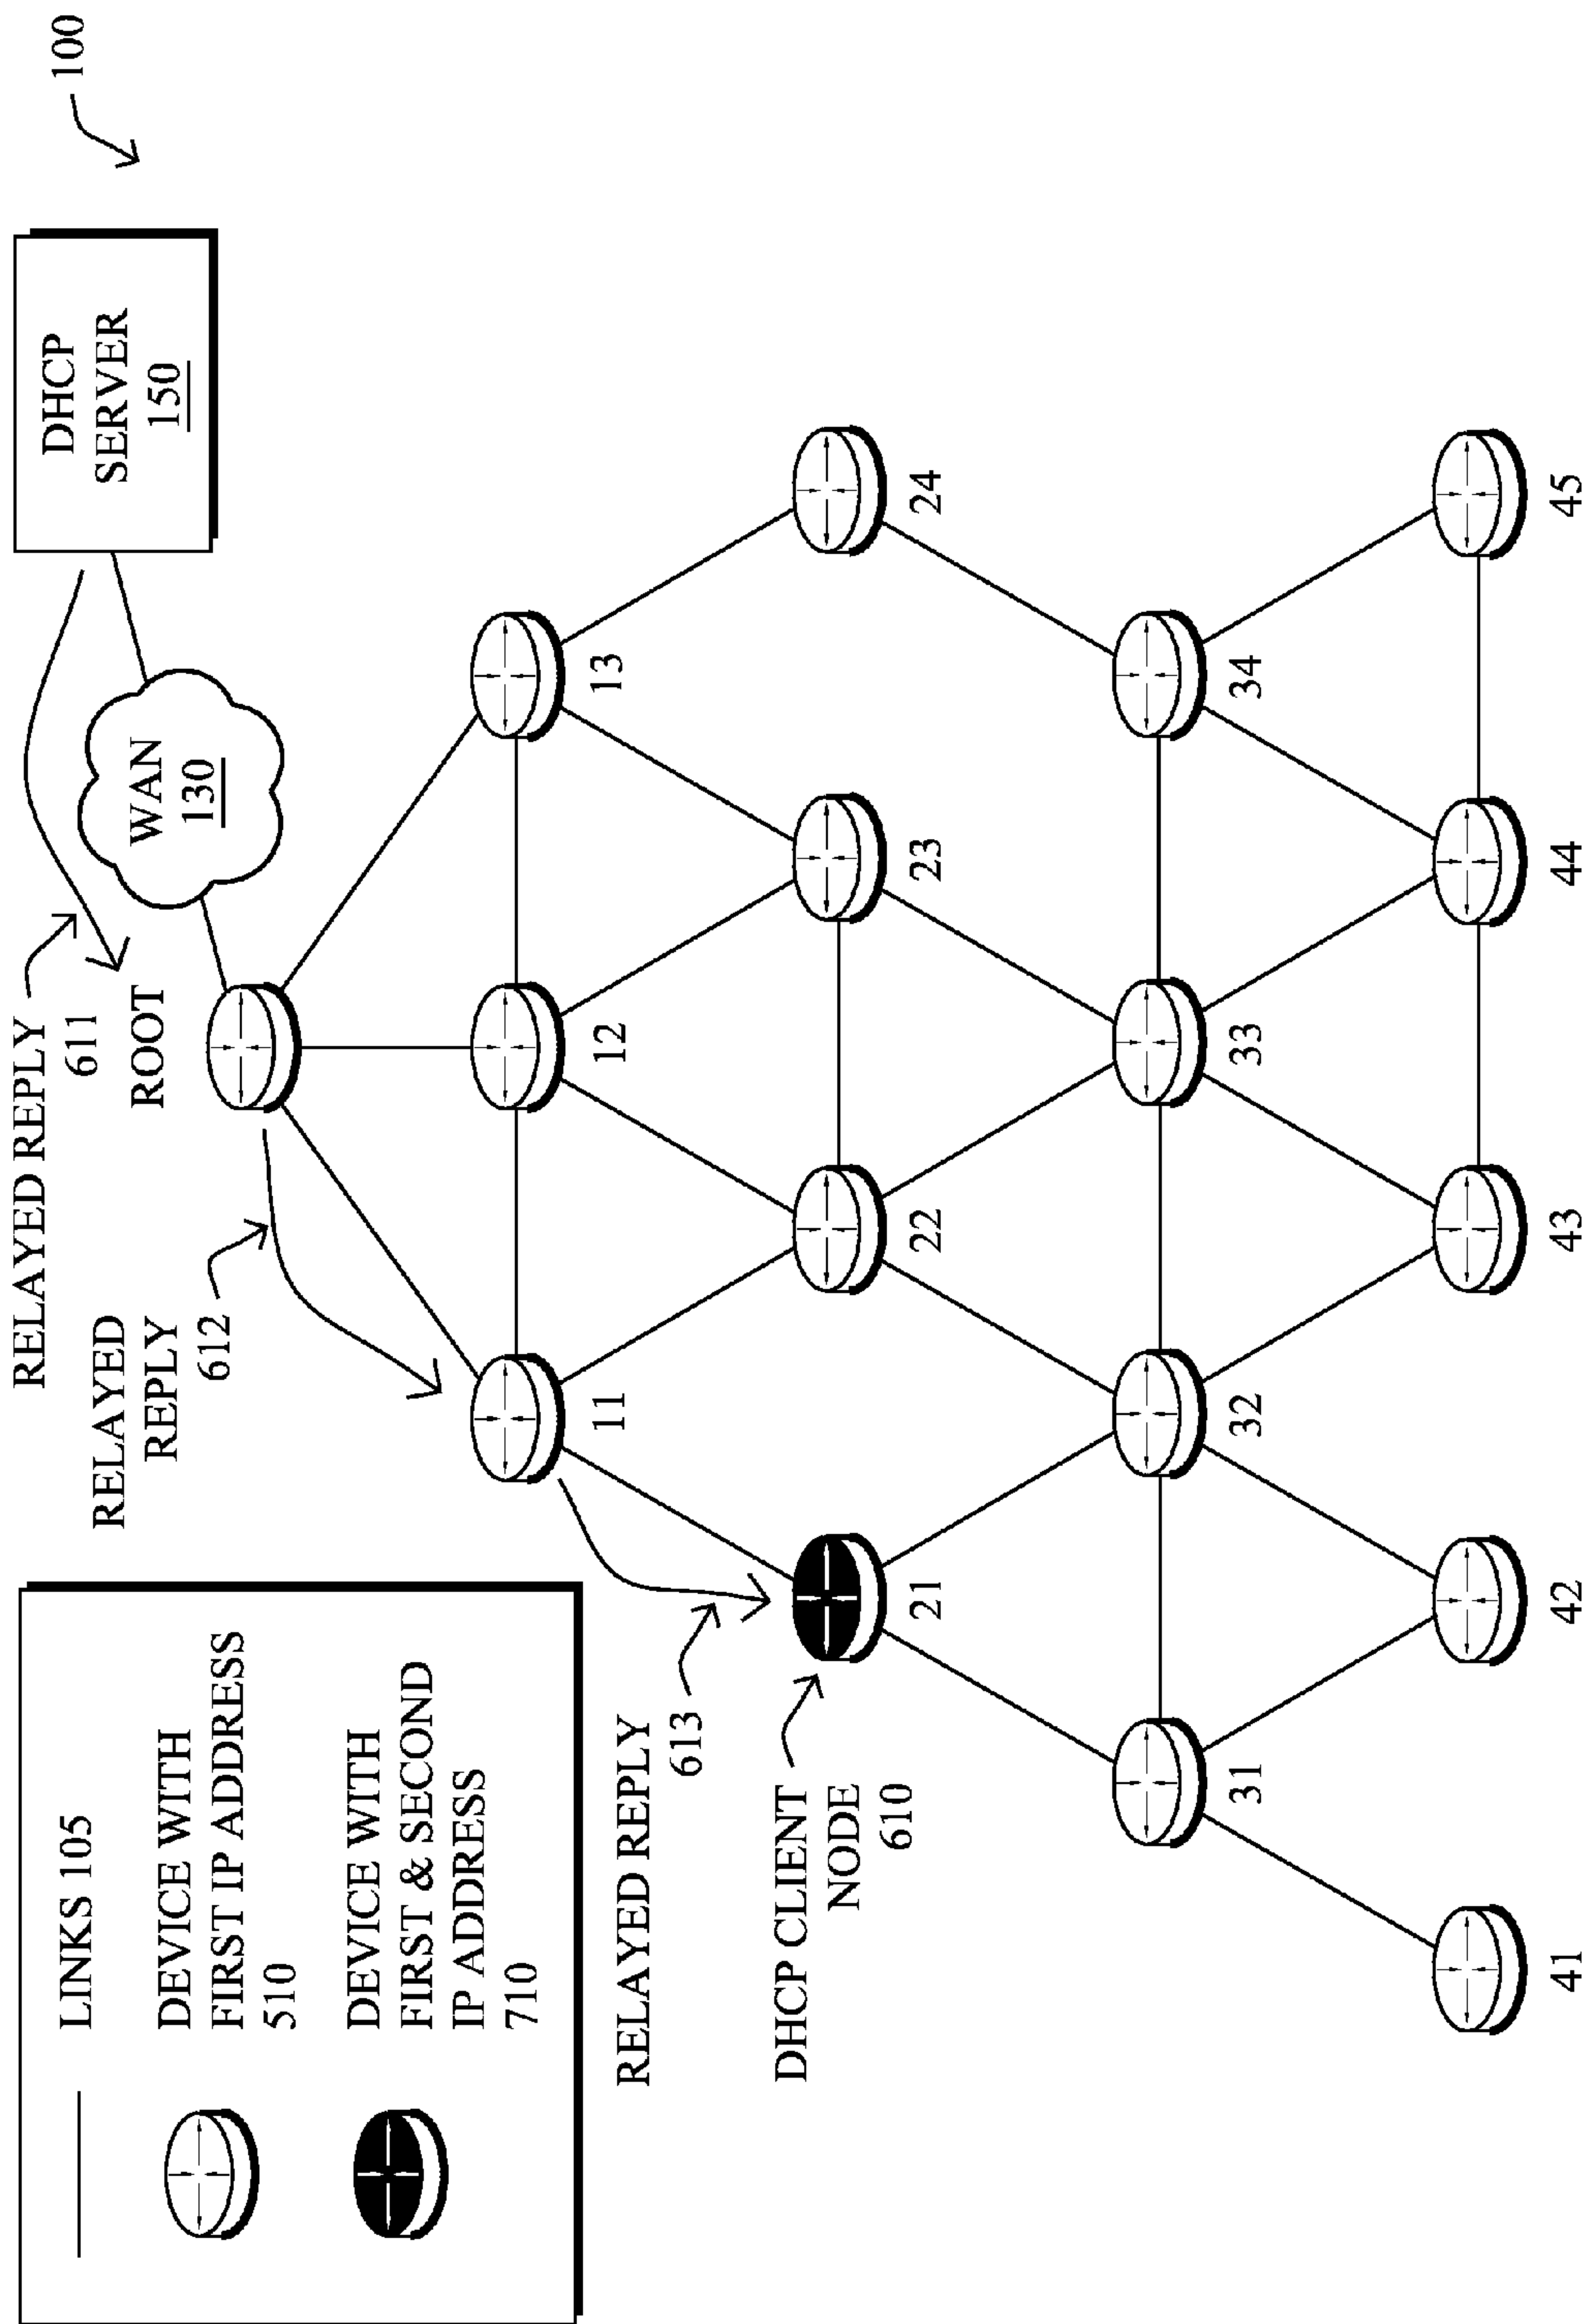 LINKS 105
DEVICE WITH
FIRST IP ADDRESS
510
DEVICE WITH
FIRST & SECOND
IP ADDRESS
710
RELAYED REPLY
611
ROOT
WAN
130
DHCP
SERVER
150
100
RELAYED
REPLY
612
11
12
13
RELAYED REPLY
613
DHCP CLIENT
NODE
610
21
22
23
24
31
32
33
34
41
42
43
44
45